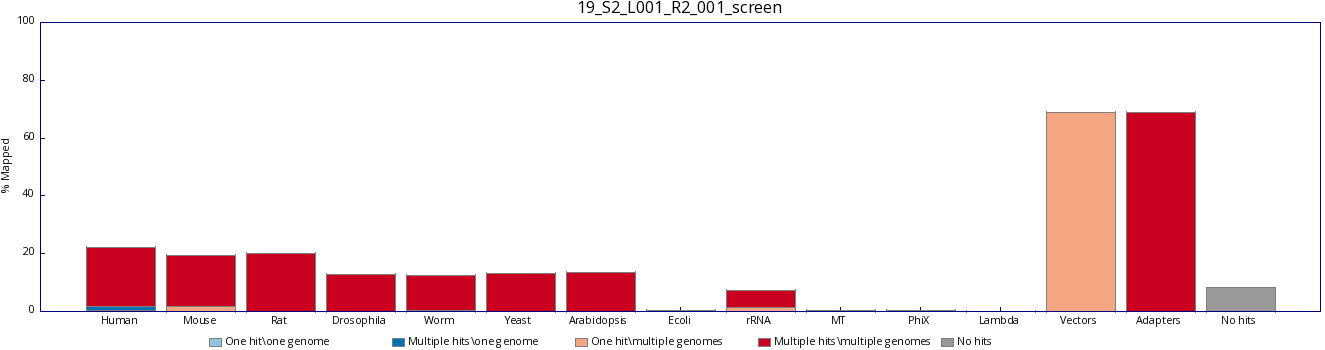 19_S2_L001_R2_001_screen
100
80
60
40
20
0
% Mapped
Human Mouse Rat Drosophila Worm Yeast Arabidopsis Ecoli rRNA MT PhiX Lambda Vectors Adapters No hits
One hit\one genome Multiple hits\one genome One hit\multiple genomes Multiple hits\multiple genomes No hits